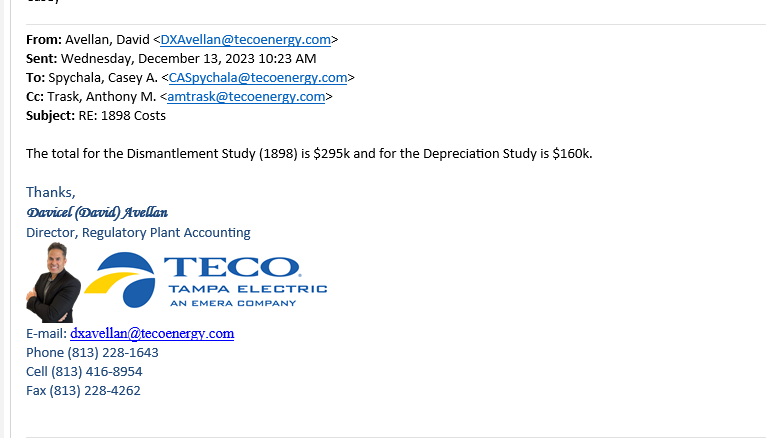 From: Avellan, David <DXAvellan@tecoenergy.com>
Sent: Wednesday, December 13, 2023 10:23 AM
To: Spychala, Casey A. <CASpychala@tecoenergy.com>
Cc: Trask, Anthony M. <amtrask@tecoenergy.com>
Subject: RE: 1898 Costs
The total for the Dismantlement Study (1898) is $295k and for the Depreciation Study is $160k.
Thanks,
Davicel (David) Avellan
Director, Regulatory Plant Accounting
TECO®
TAMPA ELECTRIC
AN EMERA COMPANY
E-mail: dxavellan@tecoenergy.com
Phone (813) 228-1643
Cell (813) 416-8954
Fax (813) 228-4262